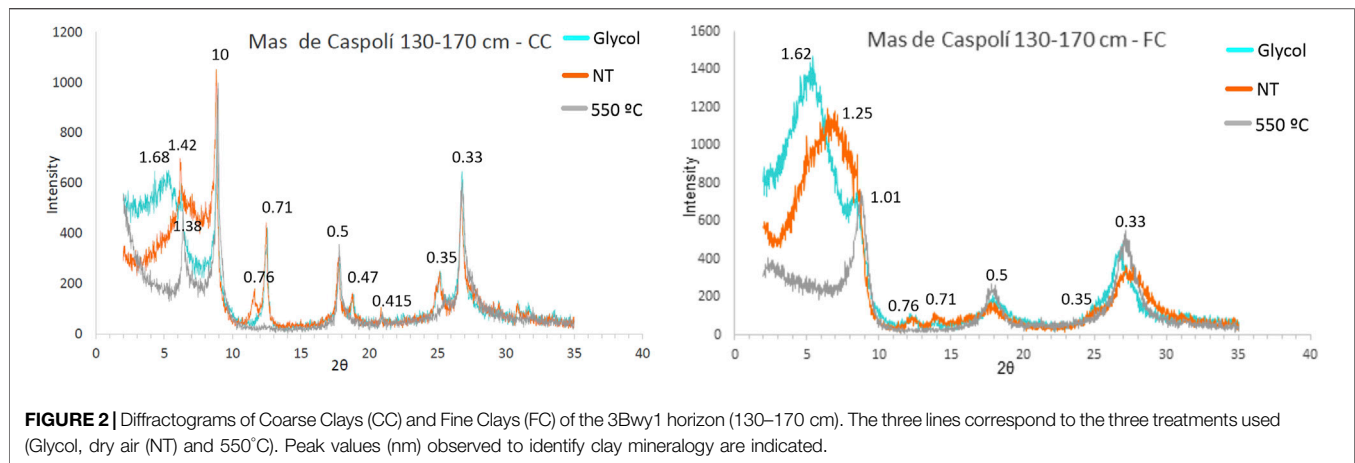 Mas de Caspolí 130-170 cm - CC
Glycol
NT
550 ºC
Intensity
1200
1000
800
600
400
200
0
1.68
1.42
1.38
10
0.76
0.71
0.5
0.47
0.415
0.35
0.33
0 5 10 15 20 25 30 35 40
2θ
Mas de Caspolí 130-170 cm - FC
Glycol
NT
550 ºC
Intensity
1600
1400
1200
1000
800
600
400
200
0
1.62
1.25
1.01
0.76
0.71
0.5
0.35
0.33
0 5 10 15 20 25 30 35 40
2θ
FIGURE 2 | Diffractograms of Coarse Clays (CC) and Fine Clays (FC) of the 3Bwy1 horizon (130–170 cm). The three lines correspond to the three treatments used
(Glycol, dry air (NT) and 550°C). Peak values (nm) observed to identify clay mineralogy are indicated.